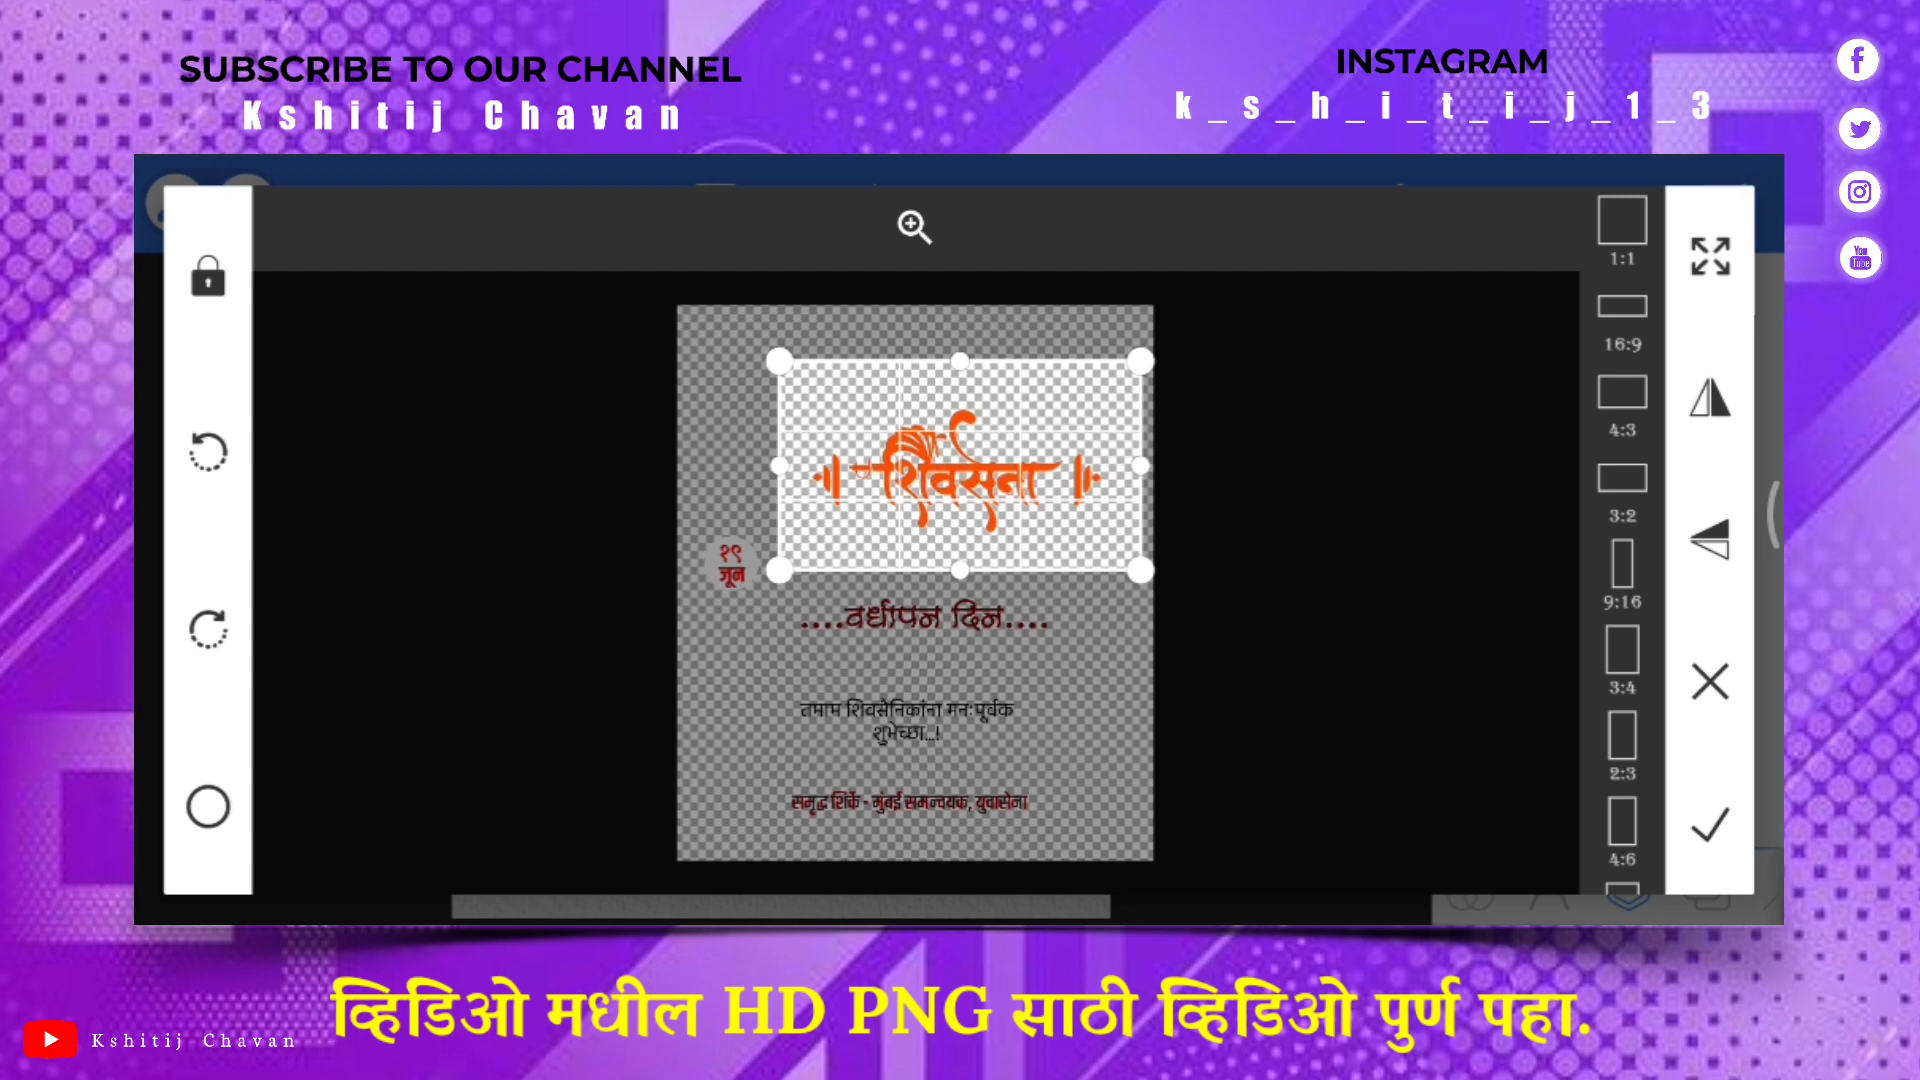 SUBSCRIBE TO OUR CHANNEL
Kshitij Chavan
INSTAGRAM
k_s_h_i_t_i_j_1_3
You
Tube
1:1
16:9
4:3
3:2
9:16
3:4
2:3
4:6
शिवसेना
१९
जून
....वर्धापन दिन....
तमाम शिवसैनिकांना मनःपूर्वक
शुभेच्छा...!
समृद्ध शिर्के - मुंबई समन्वयक, युवासेना
व्हिडिओ मधील HD PNG साठी व्हिडिओ पुर्ण पहा.
Kshitij Chavan